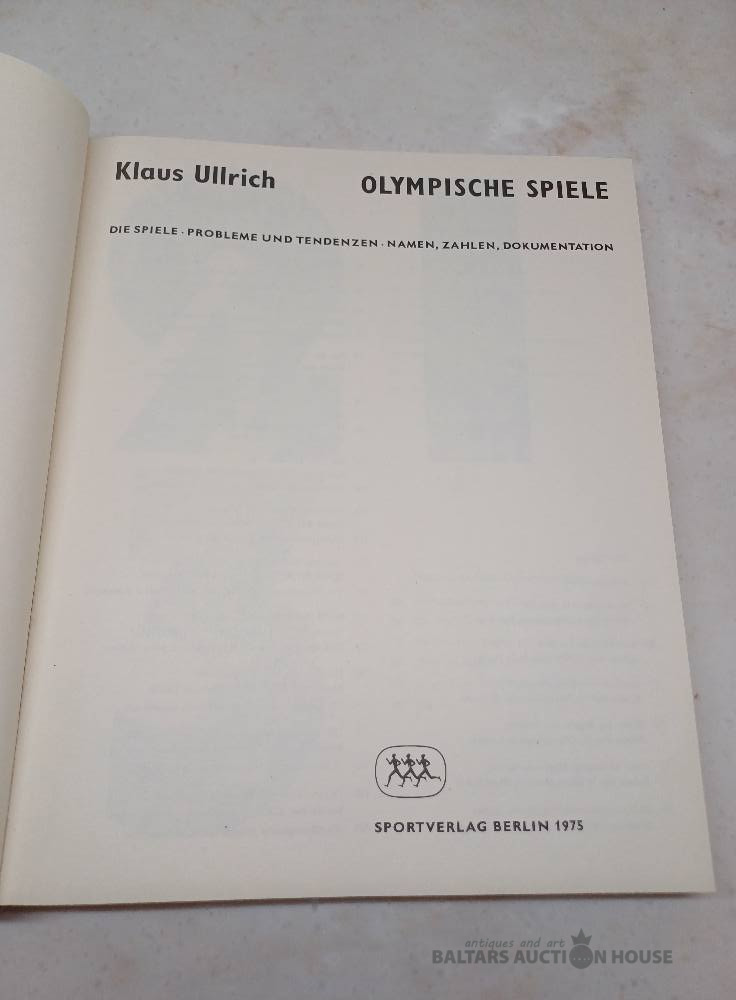 Klaus Ullrich OLYMPISCHE SPIELE
DIE SPIELE · PROBLEME UND TENDENZEN · NAMEN, ZAHLEN, DOKUMENTATION
SPORTVERLAG BERLIN 1975
antiques and art
BALTARS AUCTION HOUSE